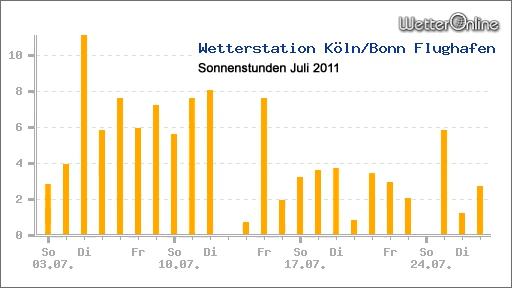 WetterOnline
Wetterstation Köln/Bonn Flughafen
Sonnenstunden Juli 2011
10
8
6
4
2
0
So Di Fr So Di Fr So Di Fr So Di
03.07. 10.07. 17.07. 24.07.